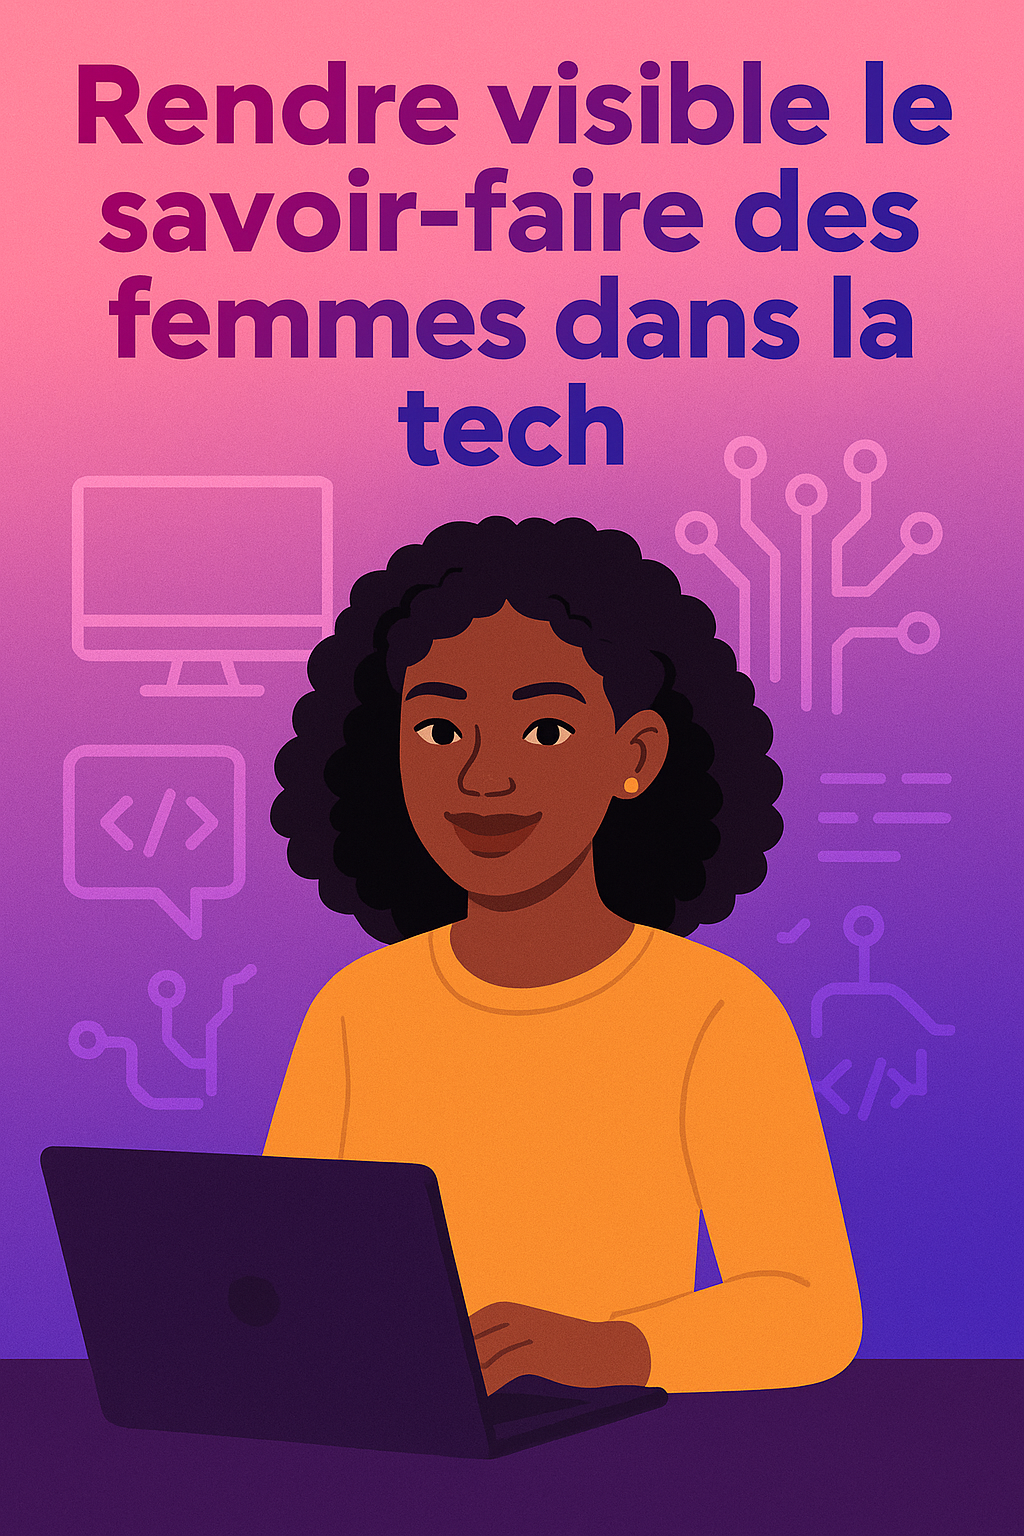 Rendre visible le
savoir-faire des
femmes dans la
tech
</>